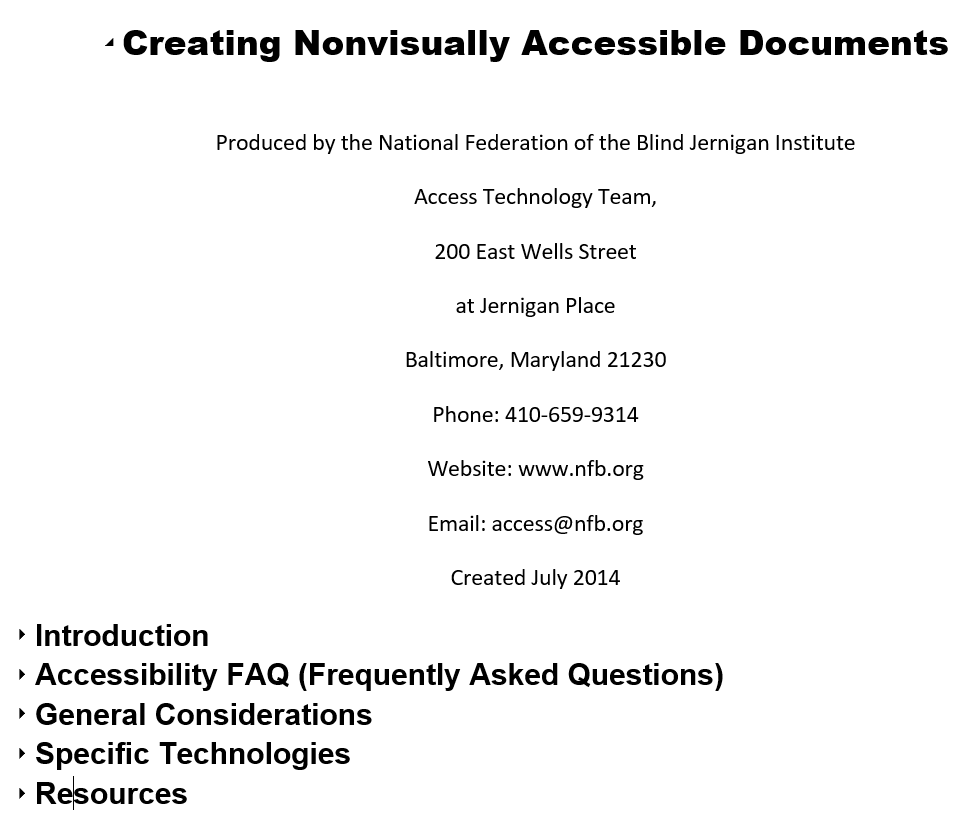 Creating Nonvisually Accessible Documents
Produced by the National Federation of the Blind Jernigan Institute
Access Technology Team,
200 East Wells Street
at Jernigan Place
Baltimore, Maryland 21230
Phone: 410-659-9314
Website: www.nfb.org
Email: access@nfb.org
Created July 2014
Introduction
Accessibility FAQ (Frequently Asked Questions)
General Considerations
Specific Technologies
Resources